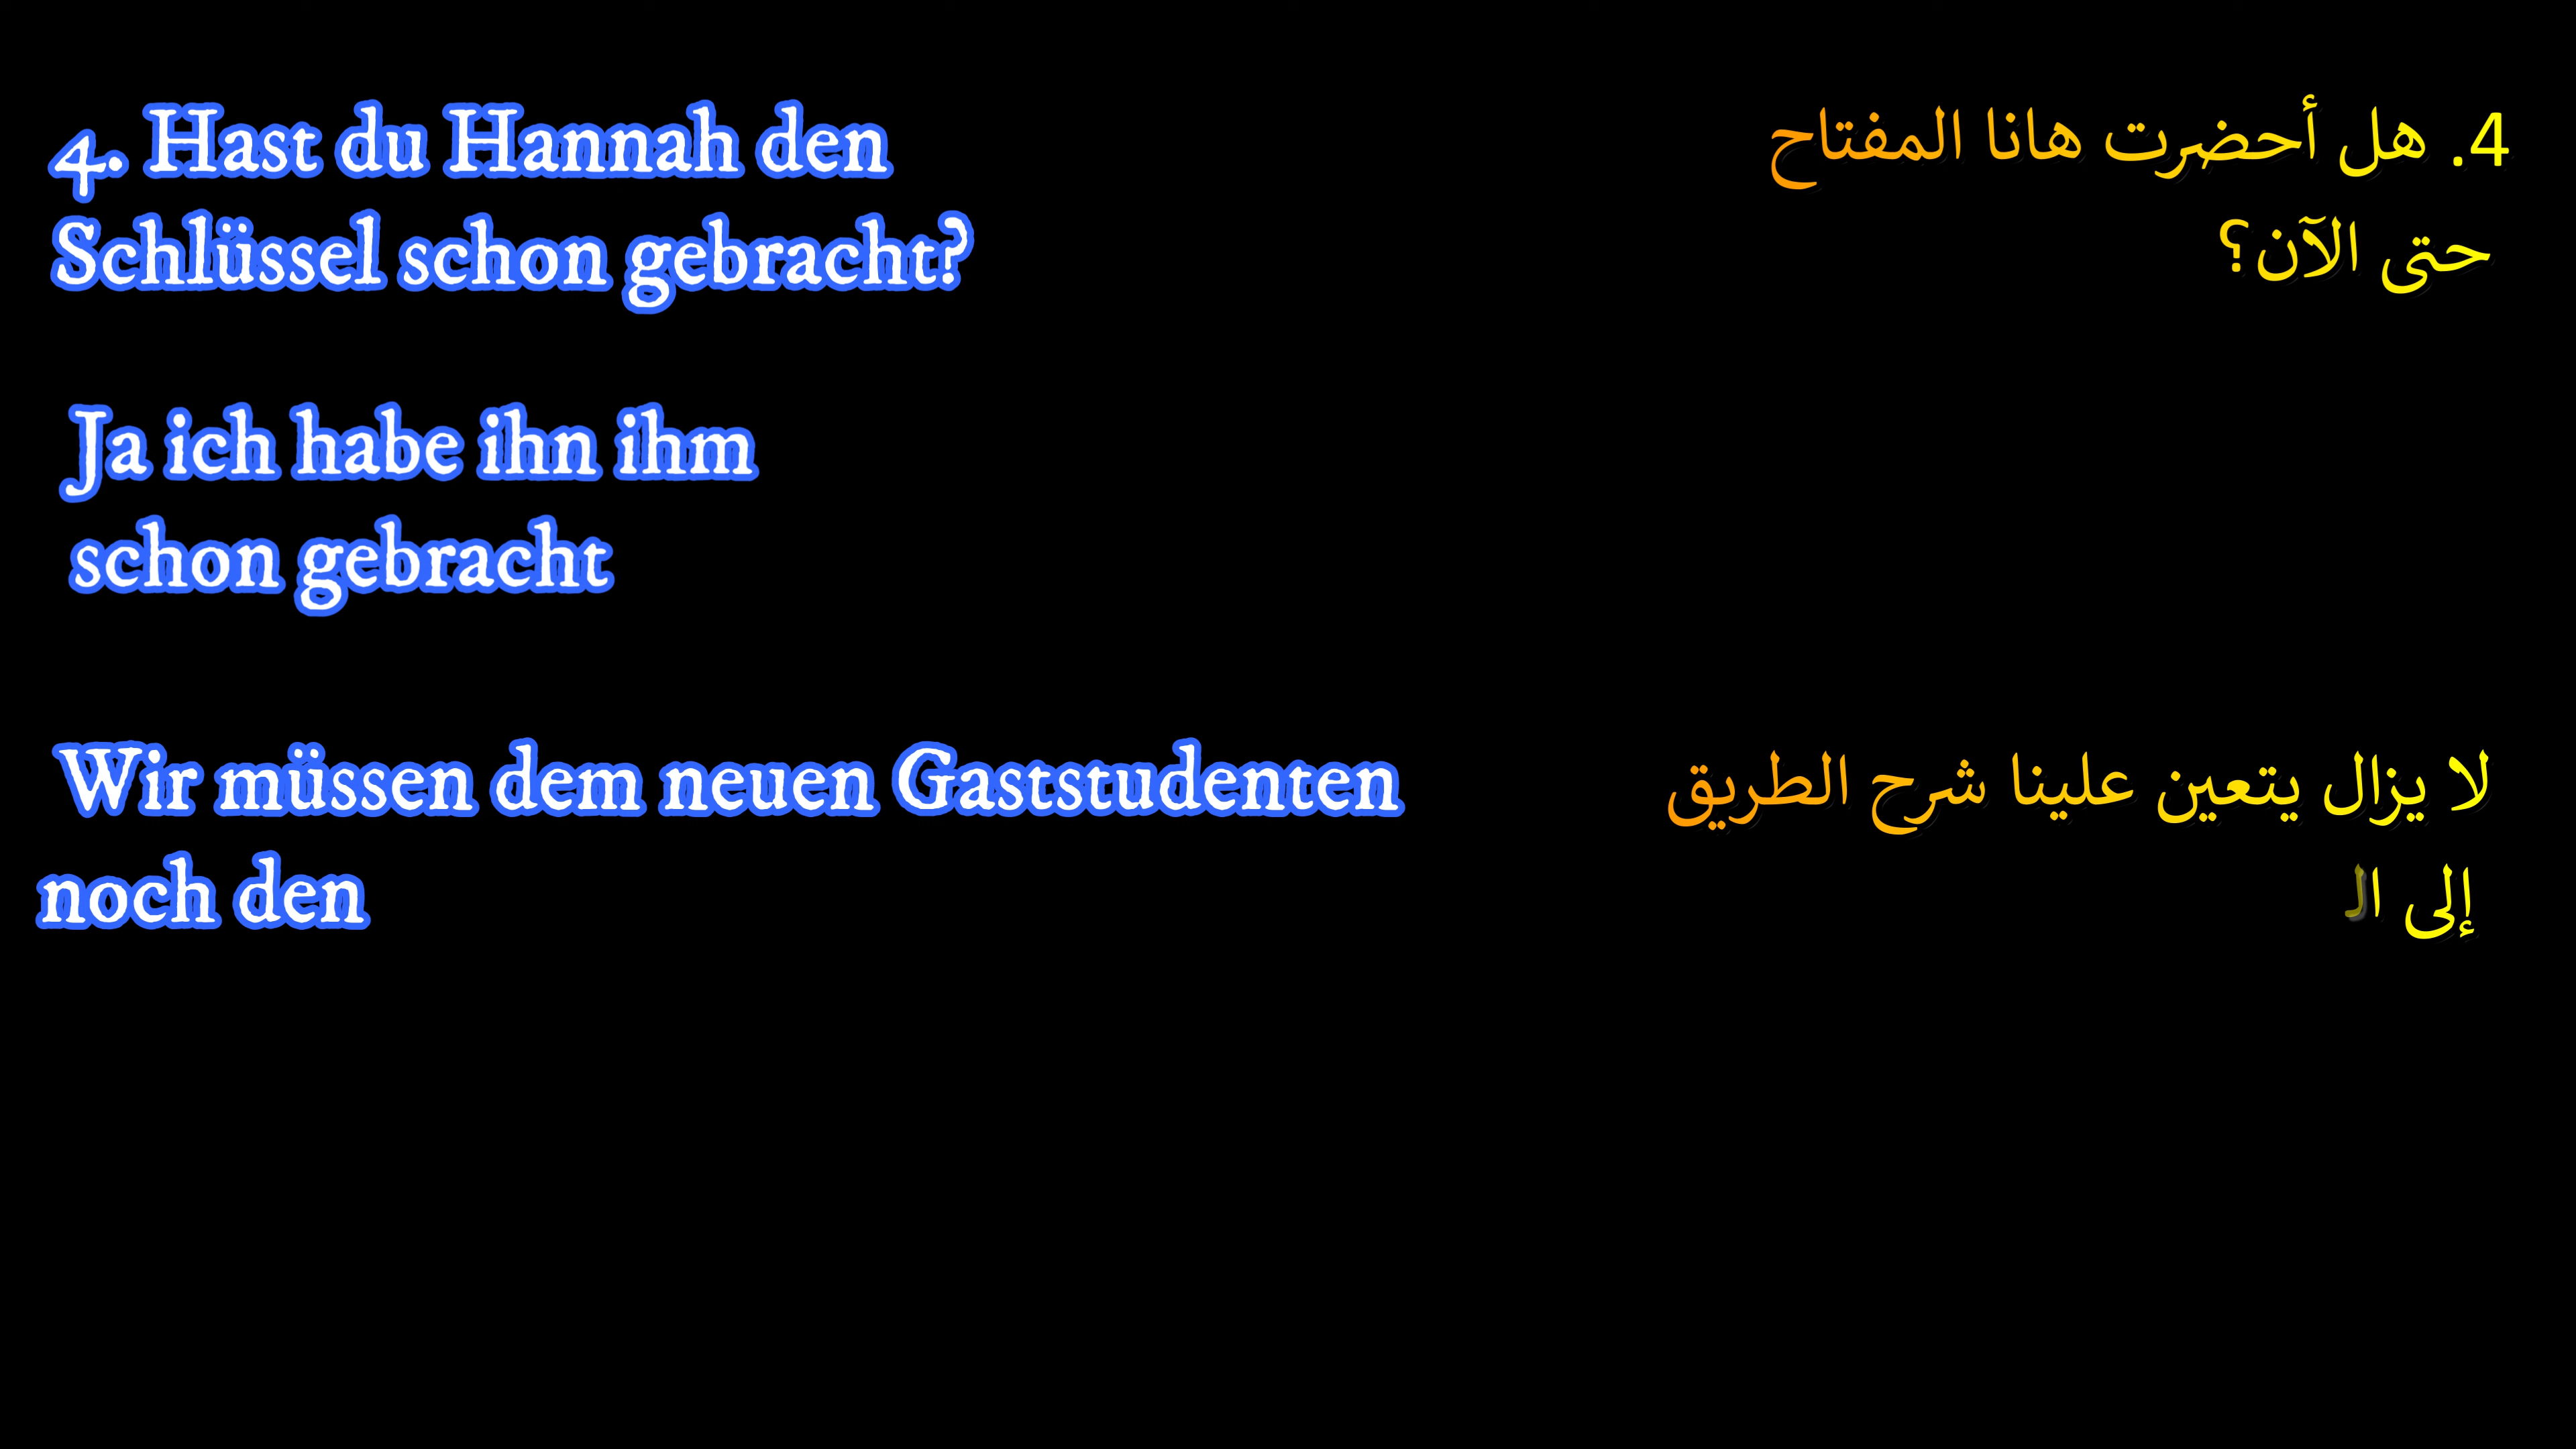 4. Hast du Hannah den
Schlüssel schon gebracht?
4. هل أحضرت هانا المفتاح
حتى الآن؟
Ja ich habe ihn ihm
schon gebracht
Wir müssen dem neuen Gaststudenten
noch den
لا يزال يتعين علينا شرح الطريق
إلى الـ